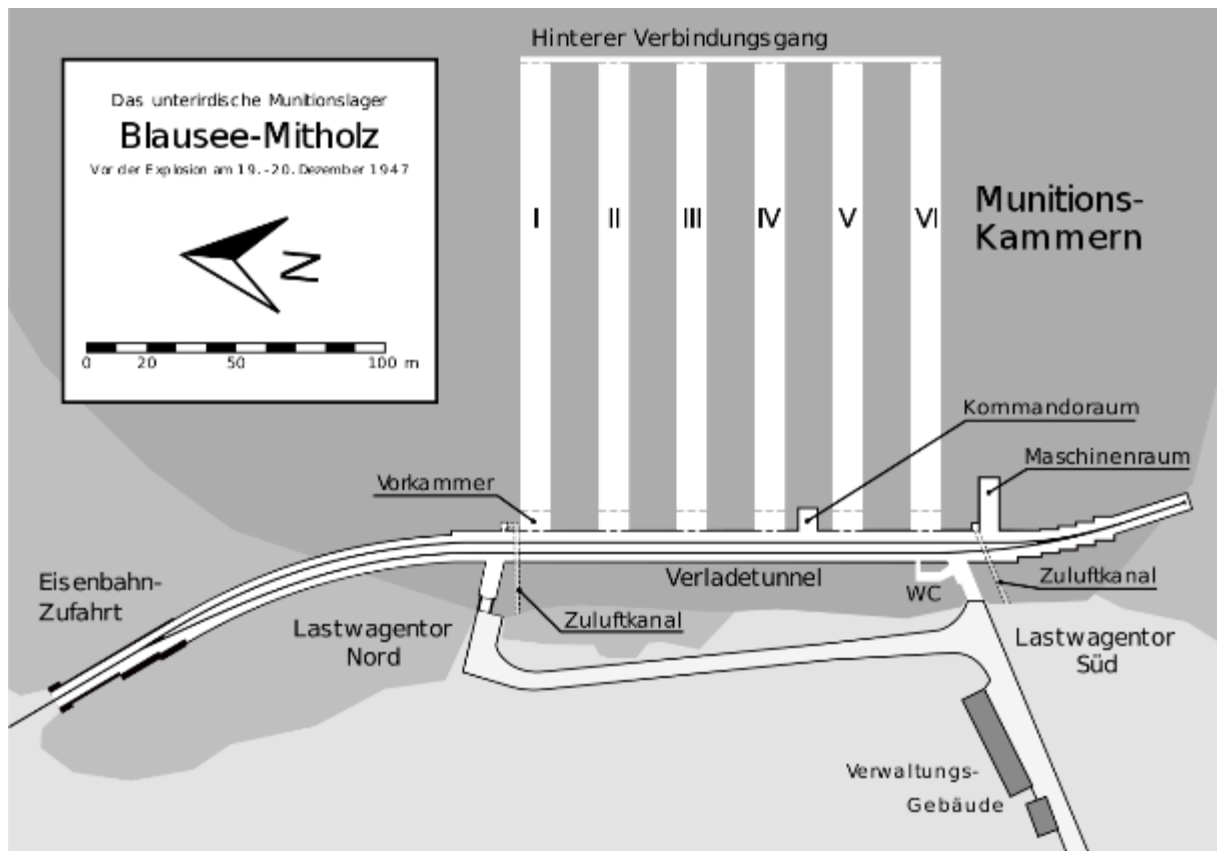 Hinterer Verbindungsgang
Das unterirdische Munitionslager
Blausee-Mitholz
Vor der Explosion am 19.-20. Dezember 1947
N
0 20 50 100 m
I II III IV V VI
Munitions-
Kammern
Kommandoraum
Maschinenraum
Vorkammer
Eisenbahn-
Zufahrt
Lastwagentor
Nord
Zuluftkanal
Verladetunnel
WC
Zuluftkanal
Lastwagentor
Süd
Verwaltungs-
Gebäude